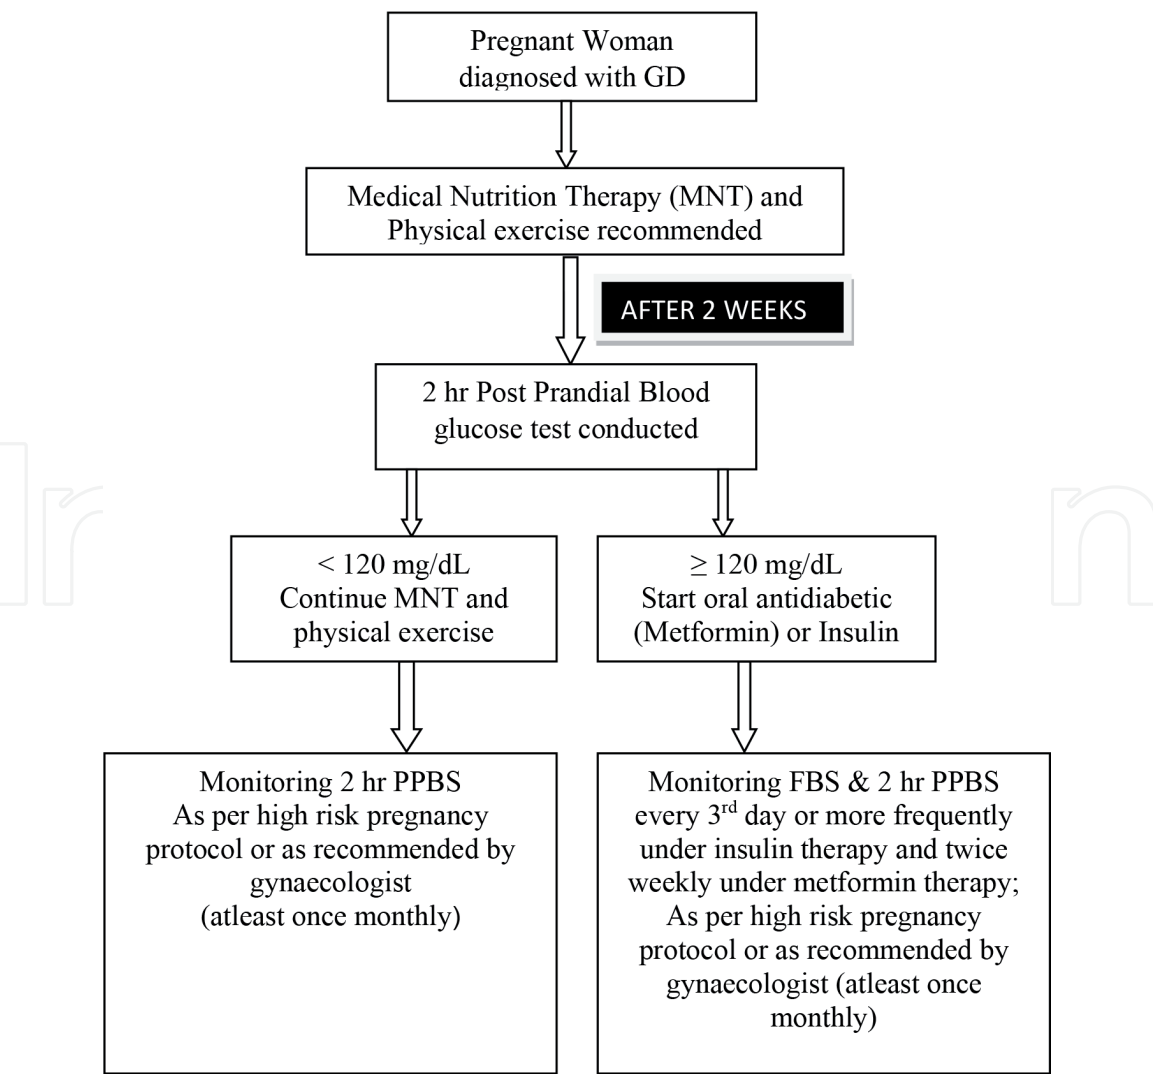 Pregnant Woman
diagnosed with GD
Medical Nutrition Therapy (MNT) and
Physical exercise recommended
AFTER 2 WEEKS
2 hr Post Prandial Blood
glucose test conducted
< 120 mg/dL
Continue MNT and
physical exercise
≥ 120 mg/dL
Start oral antidiabetic
(Metformin) or Insulin
Monitoring 2 hr PPBS
As per high risk pregnancy
protocol or as recommended by
gynaecologist
(atleast once monthly)
Monitoring FBS & 2 hr PPBS
every 3rd day or more frequently
under insulin therapy and twice
weekly under metformin therapy;
As per high risk pregnancy
protocol or as recommended by
gynaecologist (atleast once
monthly)